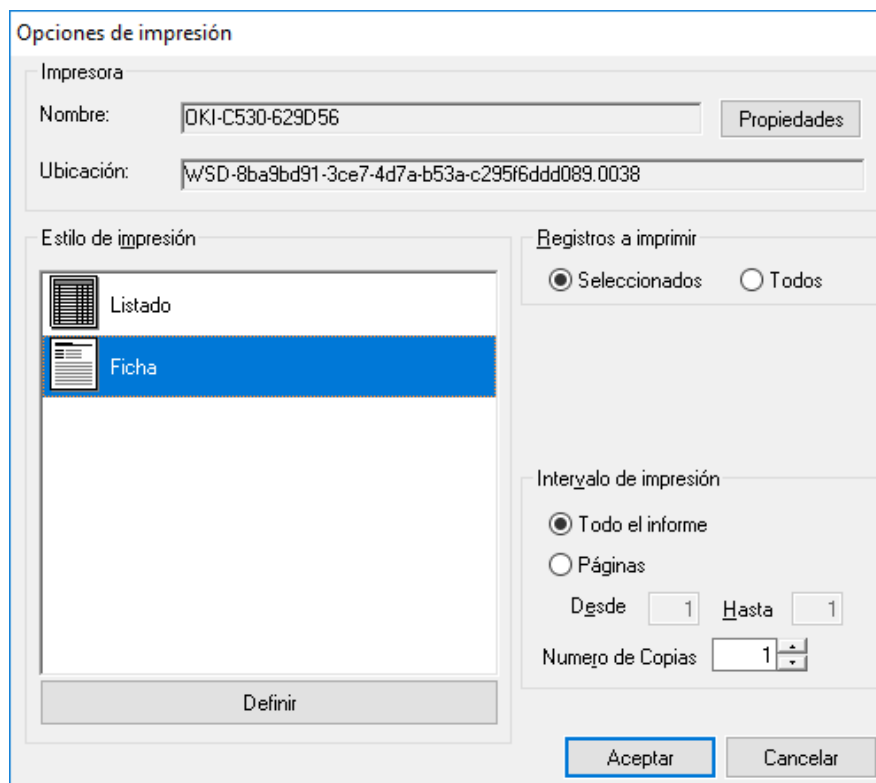 Opciones de impresión
Impresora
Nombre: OKI-C530-629D56 Propiedades
Ubicación: WSD-8ba9bd91-3ce7-4d7a-b53a-c295f6ddd089.0038
Estilo de impresión
Listado
Ficha
Definir
Registros a imprimir
Seleccionados Todos
Intervalo de impresión
Todo el informe
Páginas
Desde 1 Hasta 1
Numero de Copias 1
Aceptar Cancelar